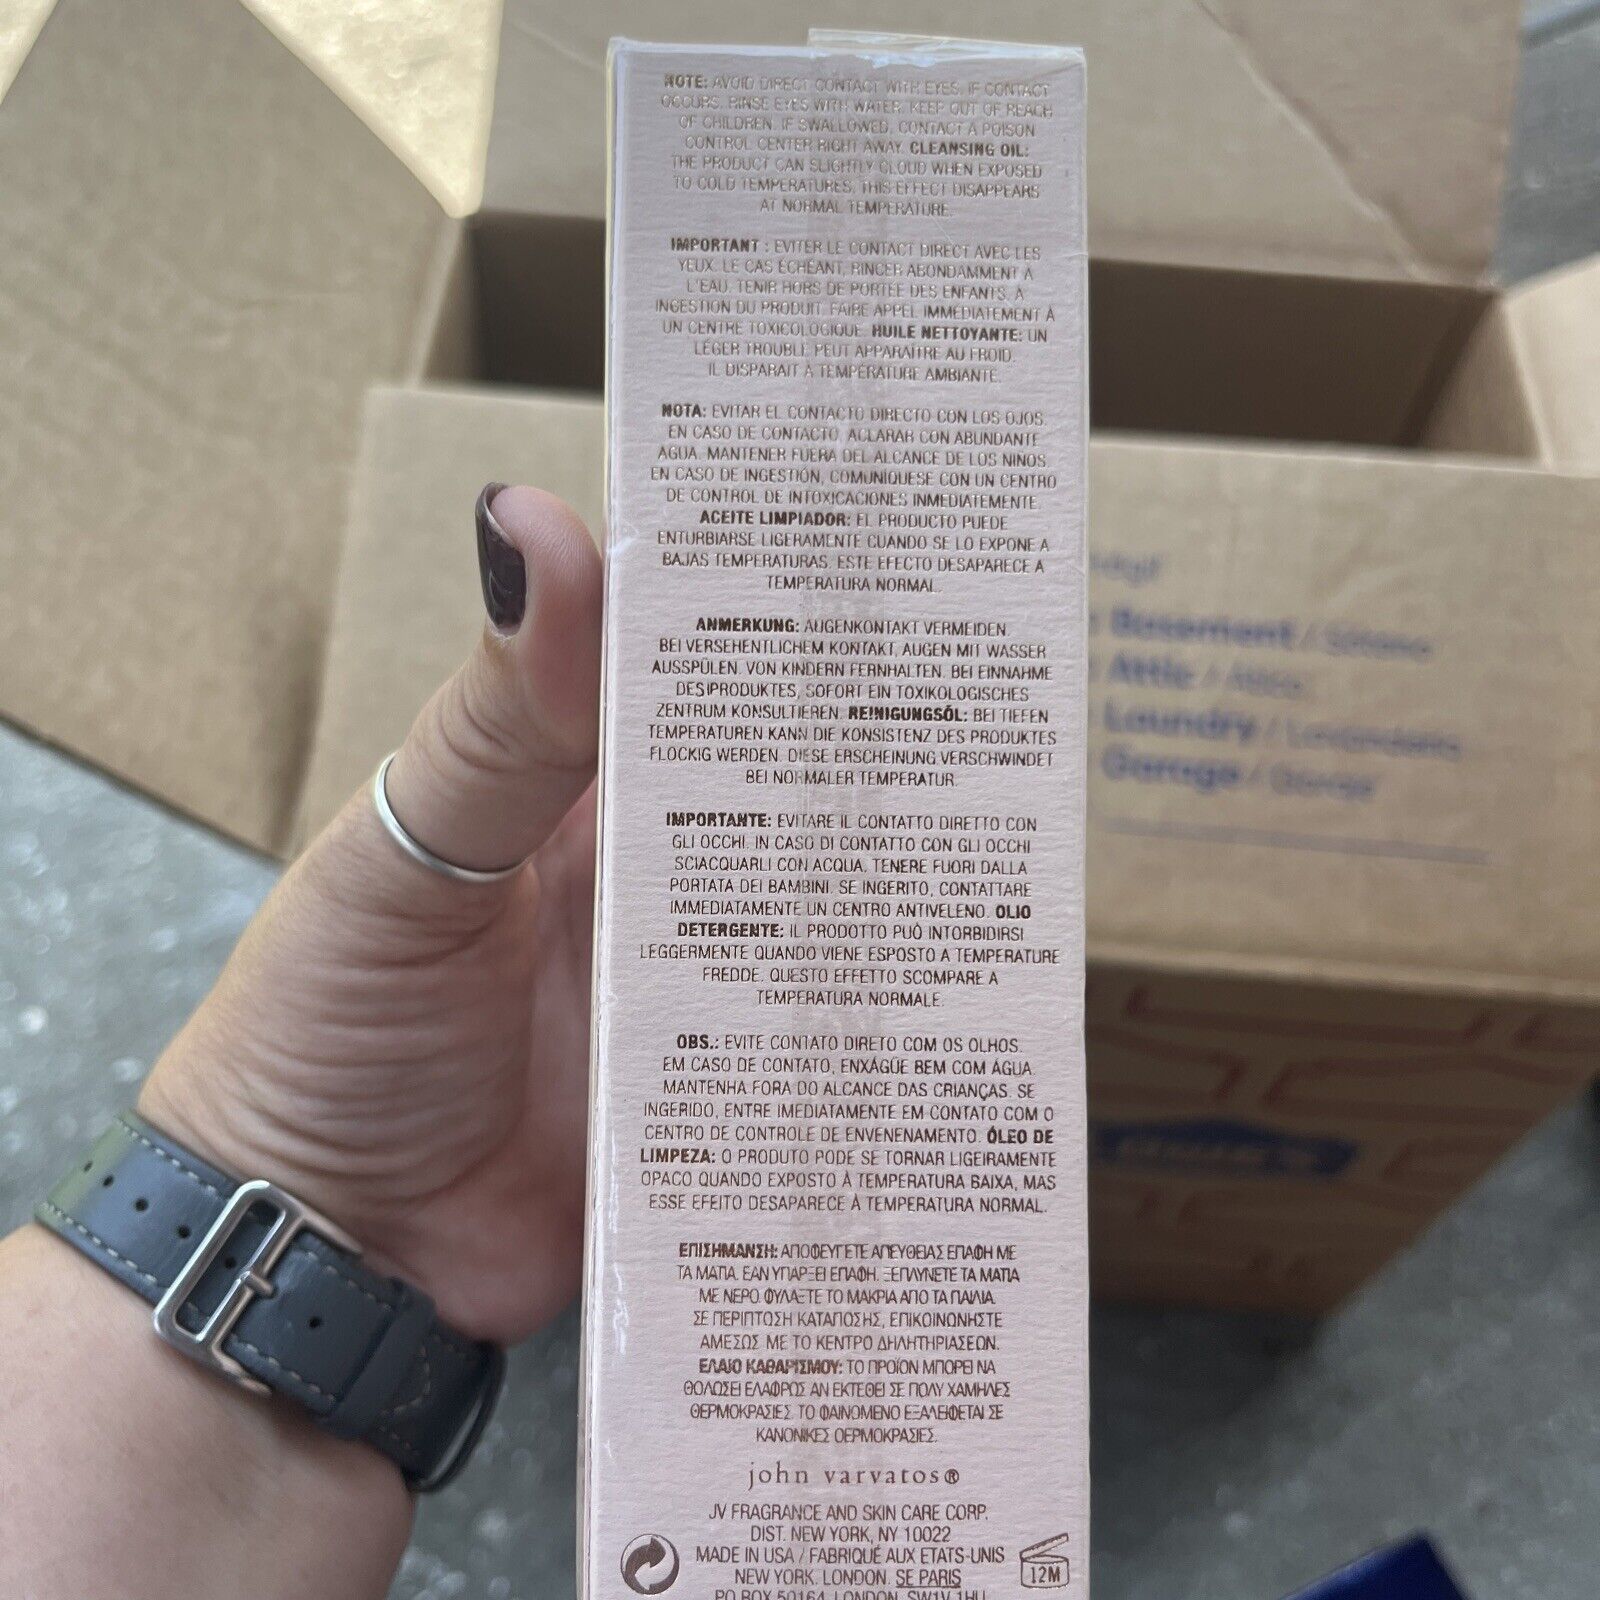 NOTE: AVOID DIRECT CONTACT WITH EYES. IF CONTACT
OCCURS, RINSE EYES WITH WATER. KEEP OUT OF REACH
OF CHILDREN. IF SWALLOWED, CONTACT A POISON
CONTROL CENTER RIGHT AWAY. CLEANSING OIL:
THE PRODUCT CAN SLIGHTLY CLOUD WHEN EXPOSED
TO COLD TEMPERATURES. THIS EFFECT DISAPPEARS
AT NORMAL TEMPERATURE.
IMPORTANT : EVITER LE CONTACT DIRECT AVEC LES
YEUX. LE CAS ÉCHÉANT, RINCER ABONDAMMENT À
L'EAU. TENIR HORS DE PORTÉE DES ENFANTS. A
INGESTION DU PRODUIT, FAIRE APPEL IMMÉDIATEMENT À
UN CENTRE TOXICOLOGIQUE. HUILE NETTOYANTE: UN
LÉGER TROUBLE PEUT APPARAÎTRE AU FROID.
IL DISPARAIT À TEMPÉRATURE AMBIANTE.
NOTA: EVITAR EL CONTACTO DIRECTO CON LOS OJOS.
EN CASO DE CONTACTO, ACLARAR CON ABUNDANTE
AGUA. MANTENER FUERA DEL ALCANCE DE LOS NINOS.
EN CASO DE INGESTIÓN, COMUNÍQUESE CON UN CENTRO
DE CONTROL DE INTOXICACIONES INMEDIATEMENTE.
ACEITE LIMPIADOR: EL PRODUCTO PUEDE
ENTURBIARSE LIGERAMENTE CUANDO SE LO EXPONE A
BAJAS TEMPERATURAS. ESTE EFECTO DESAPARECE A
TEMPERATURA NORMAL.
ANMERKUNG: AUGENKONTAKT VERMEIDEN.
BEI VERSEHENTLICHEM KONTAKT, AUGEN MIT WASSER
AUSSPÜLEN. VON KINDERN FERNHALTEN. BEI EINNAHME
DES PRODUKTES, SOFORT EIN TOXIKOLOGISCHES
ZENTRUM KONSULTIEREN. REINIGUNGSÖL: BEI TIEFEN
TEMPERATUREN KANN DIE KONSISTENZ DES PRODUKTES
FLOCKIG WERDEN. DIESE ERSCHEINUNG VERSCHWINDET
BEI NORMALER TEMPERATUR.
IMPORTANTE: EVITARE IL CONTATTO DIRETTO CON
GLI OCCHI. IN CASO DI CONTATTO CON GLI OCCHI
SCIACQUARLI CON ACQUA. TENERE FUORI DALLA
PORTATA DEI BAMBINI. SE INGERITO, CONTATTARE
IMMEDIATAMENTE UN CENTRO ANTIVELENO. OLIO
DETERGENTE: IL PRODOTTO PUÒ INTORBIDIRSI
LEGGERMENTE QUANDO VIENE ESPOSTO A TEMPERATURE
FREDDE. QUESTO EFFETTO SCOMPARE A
TEMPERATURA NORMALE.
OBS.: EVITE CONTATO DIRETO COM OS OLHOS.
EM CASO DE CONTATO, ENXÁGÜE BEM COM ÁGUA.
MANTENHA FORA DO ALCANCE DAS CRIANÇAS. SE
INGERIDO, ENTRE IMEDIATAMENTE EM CONTATO COM O
CENTRO DE CONTROLE DE ENVENENAMENTO. ÓLEO DE
LIMPEZA: O PRODUTO PODE SE TORNAR LIGEIRAMENTE
OPACO QUANDO EXPOSTO À TEMPERATURA BAIXA, MAS
ESSE EFEITO DESAPARECE À TEMPERATURA NORMAL.
ΕΠΙΣΗΜΑΝΣΗ: ΑΠΟΦΕΥΓΕΤΕ ΑΠΕΥΘΕΙΑΣ ΕΠΑΦΗ ΜΕ
ΤΑ ΜΑΤΙΑ. ΕΑΝ ΥΠΑΡΞΕΙ ΕΠΑΦΗ, ΞΕΠΛΥΝΕΤΕ ΤΑ ΜΑΤΙΑ
ΜΕ ΝΕΡΟ. ΦΥΛΑΞΤΕ ΤΟ ΜΑΚΡΙΑ ΑΠΟ ΤΑ ΠΑΙΔΙΑ.
ΣΕ ΠΕΡΙΠΤΩΣΗ ΚΑΤΑΠΟΣΗΣ, ΕΠΙΚΟΙΝΩΝΗΣΤΕ
ΑΜΕΣΩΣ ΜΕ ΤΟ ΚΕΝΤΡΟ ΔΗΛΗΤΗΡΙΑΣΕΩΝ.
ΕΛΑΙΟ ΚΑΘΑΡΙΣΜΟΥ: ΤΟ ΠΡΟΪΟΝ ΜΠΟΡΕΙ ΝΑ
ΘΟΛΩΣΕΙ ΕΛΑΦΡΩΣ ΑΝ ΕΚΤΕΘΕΙ ΣΕ ΠΟΛΥ ΧΑΜΗΛΕΣ
ΘΕΡΜΟΚΡΑΣΙΕΣ. ΤΟ ΦΑΙΝΟΜΕΝΟ ΕΞΑΛΕΙΦΕΤΑΙ ΣΕ
ΚΑΝΟΝΙΚΕΣ ΘΕΡΜΟΚΡΑΣΙΕΣ.
john varvatos®
JV FRAGRANCE AND SKIN CARE CORP.
DIST. NEW YORK, NY 10022
MADE IN USA / FABRIQUÉ AUX ETATS-UNIS
NEW YORK. LONDON. SE PARIS
PO BOX 50164, LONDON, SW1V 1HU
12M
Basement / Sótano
Attic / Ático
Laundry / Lavandería
Garage / Garaje